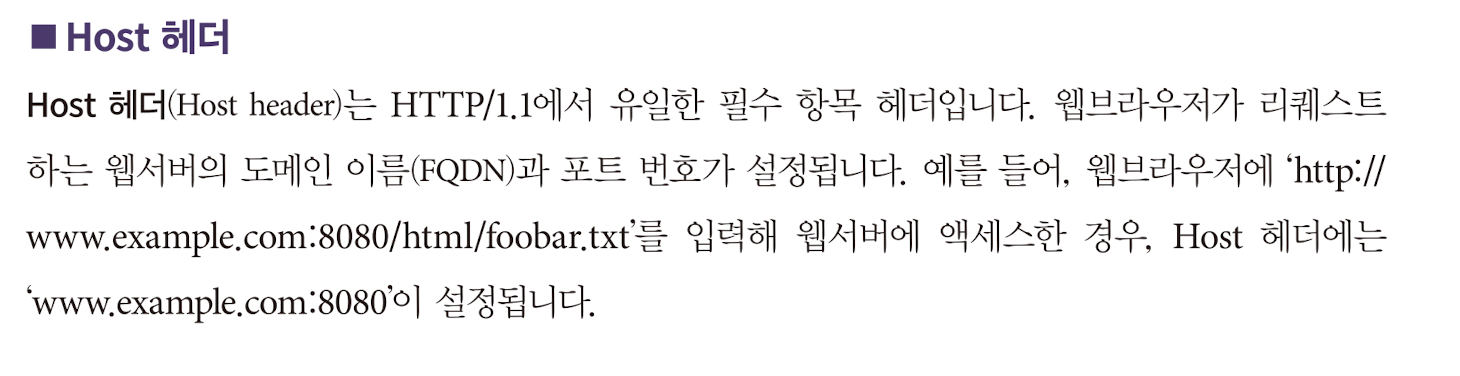 ■ Host 헤더
Host 헤더(Host header)는 HTTP/1.1에서 유일한 필수 항목 헤더입니다. 웹브라우저가 리퀘스트
하는 웹서버의 도메인 이름(FQDN)과 포트 번호가 설정됩니다. 예를 들어, 웹브라우저에 ‘http://
www.example.com:8080/html/foobar.txt’를 입력해 웹서버에 액세스한 경우, Host 헤더에는
‘www.example.com:8080’이 설정됩니다.